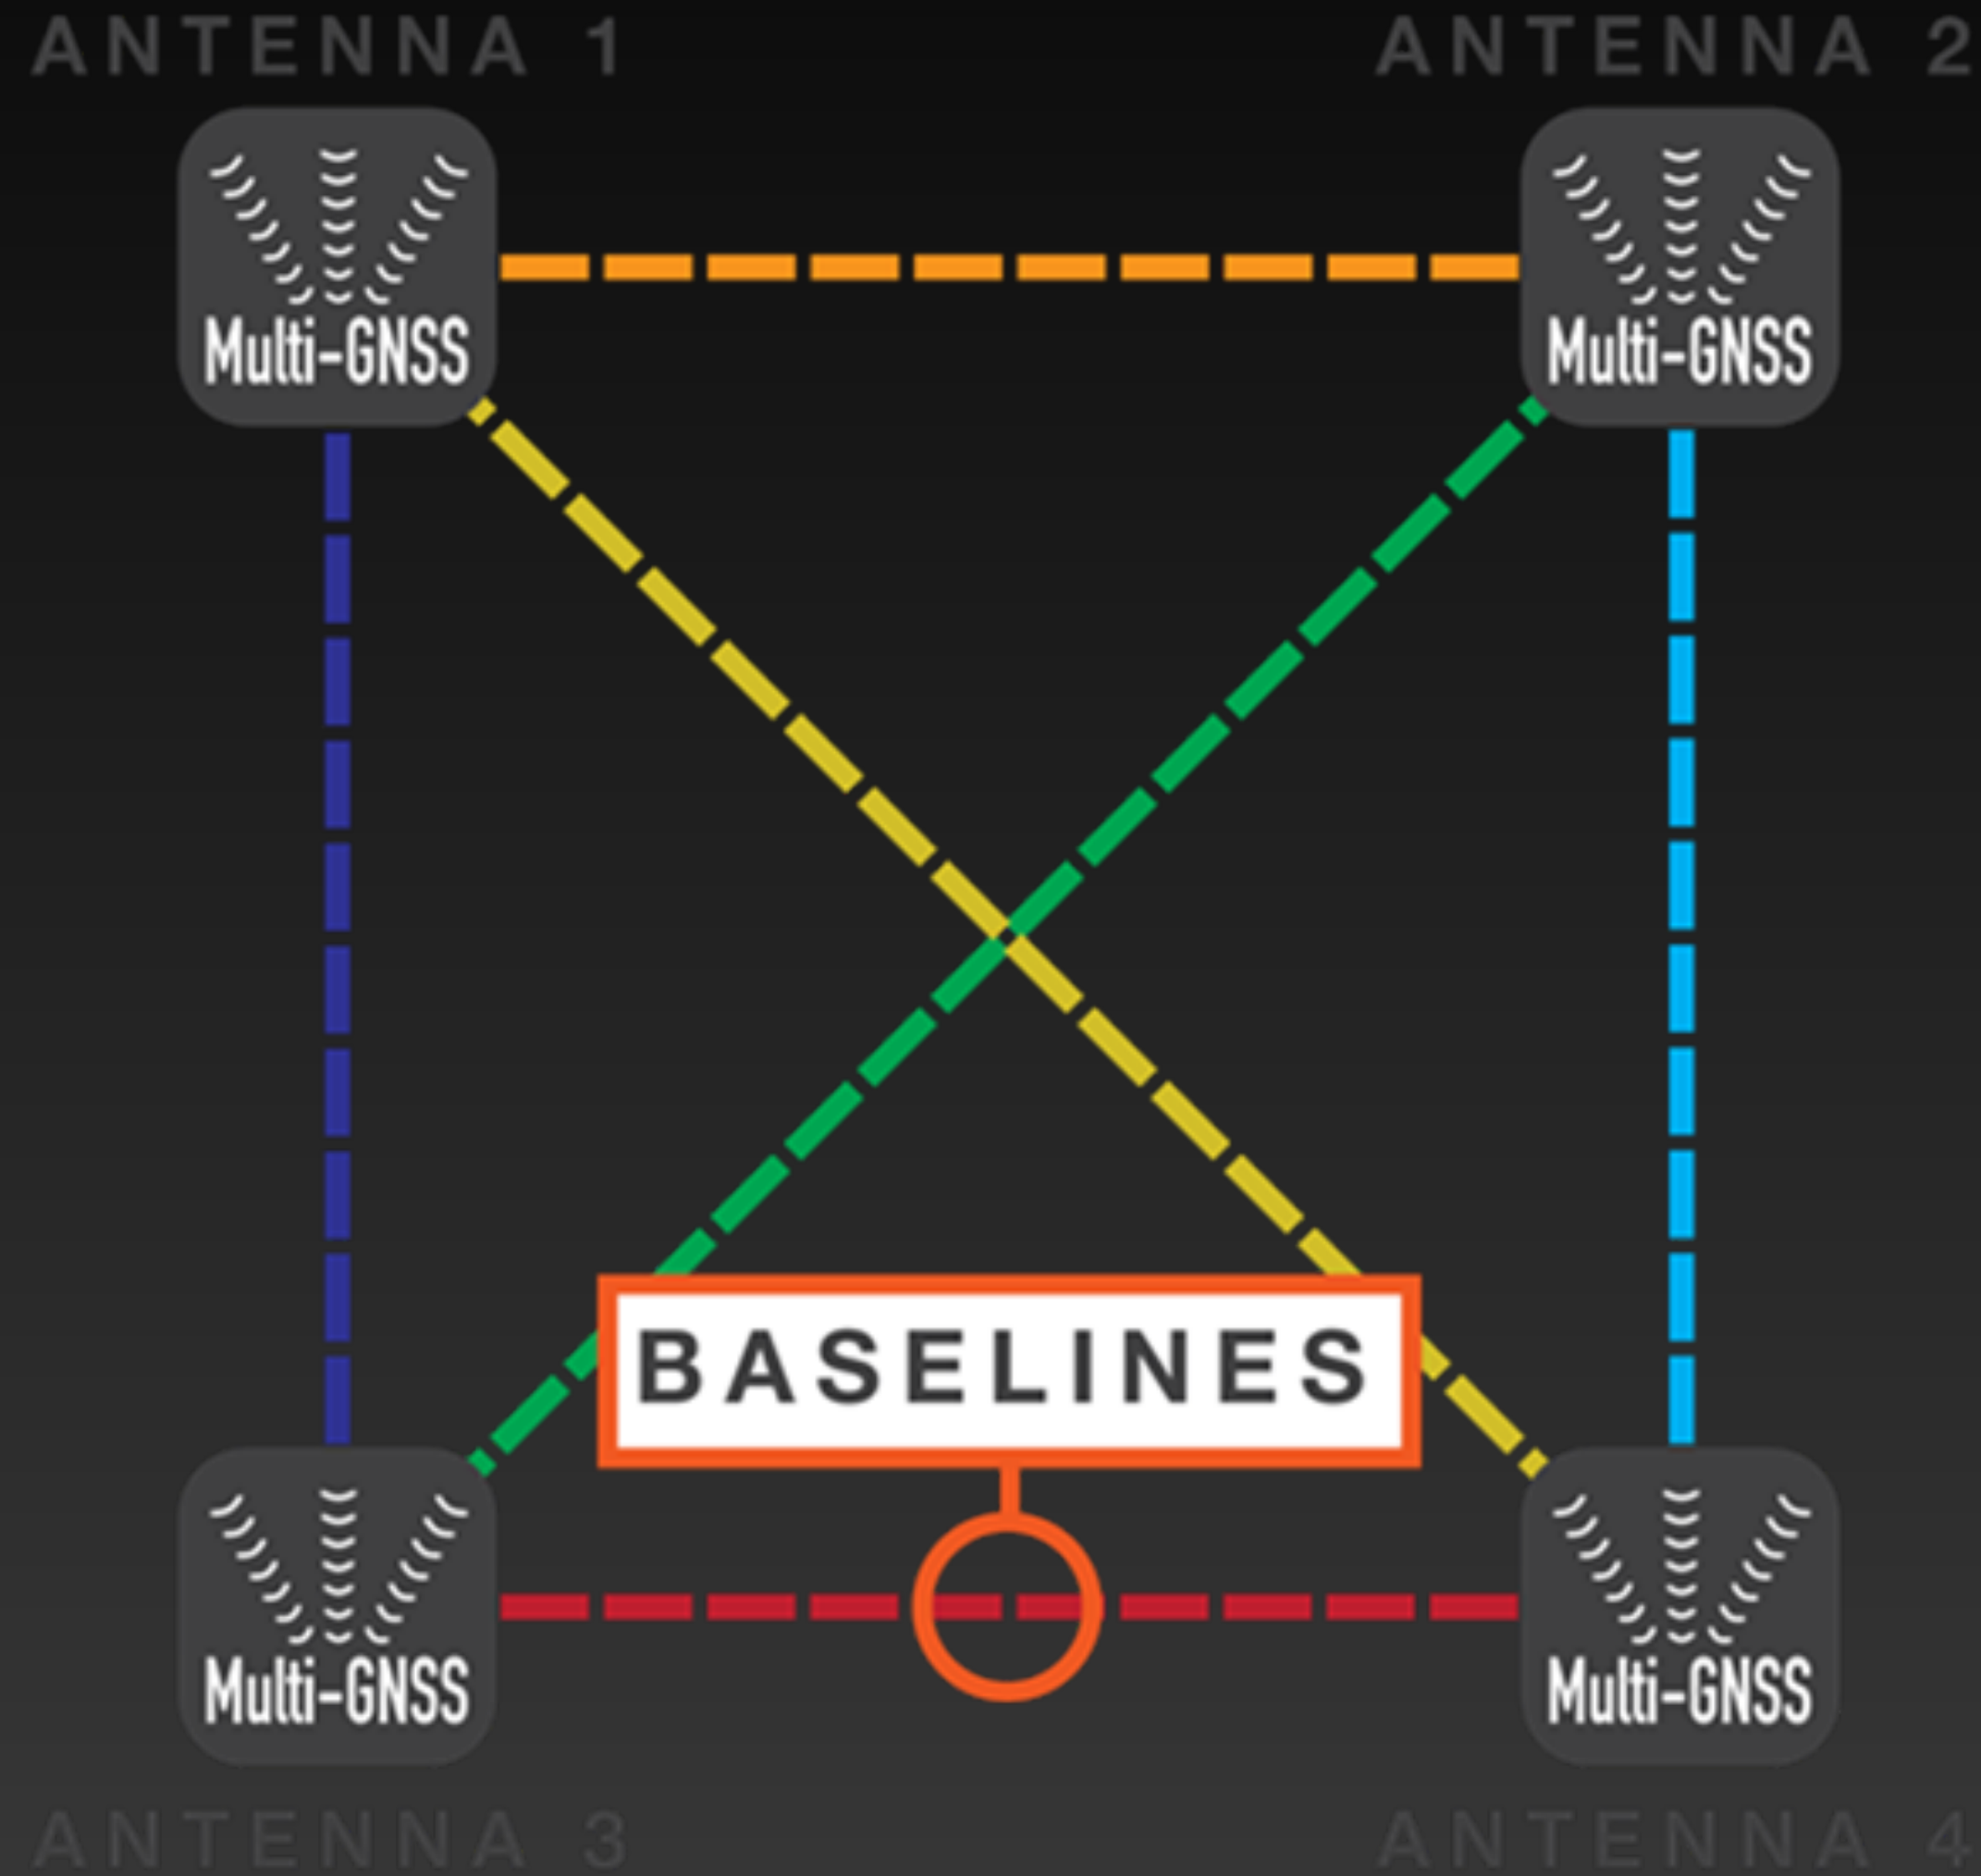 ANTENNA 1
ANTENNA 2
Multi-GNSS
Multi-GNSS
BASELINES
Multi-GNSS
Multi-GNSS
ANTENNA 3
ANTENNA 4